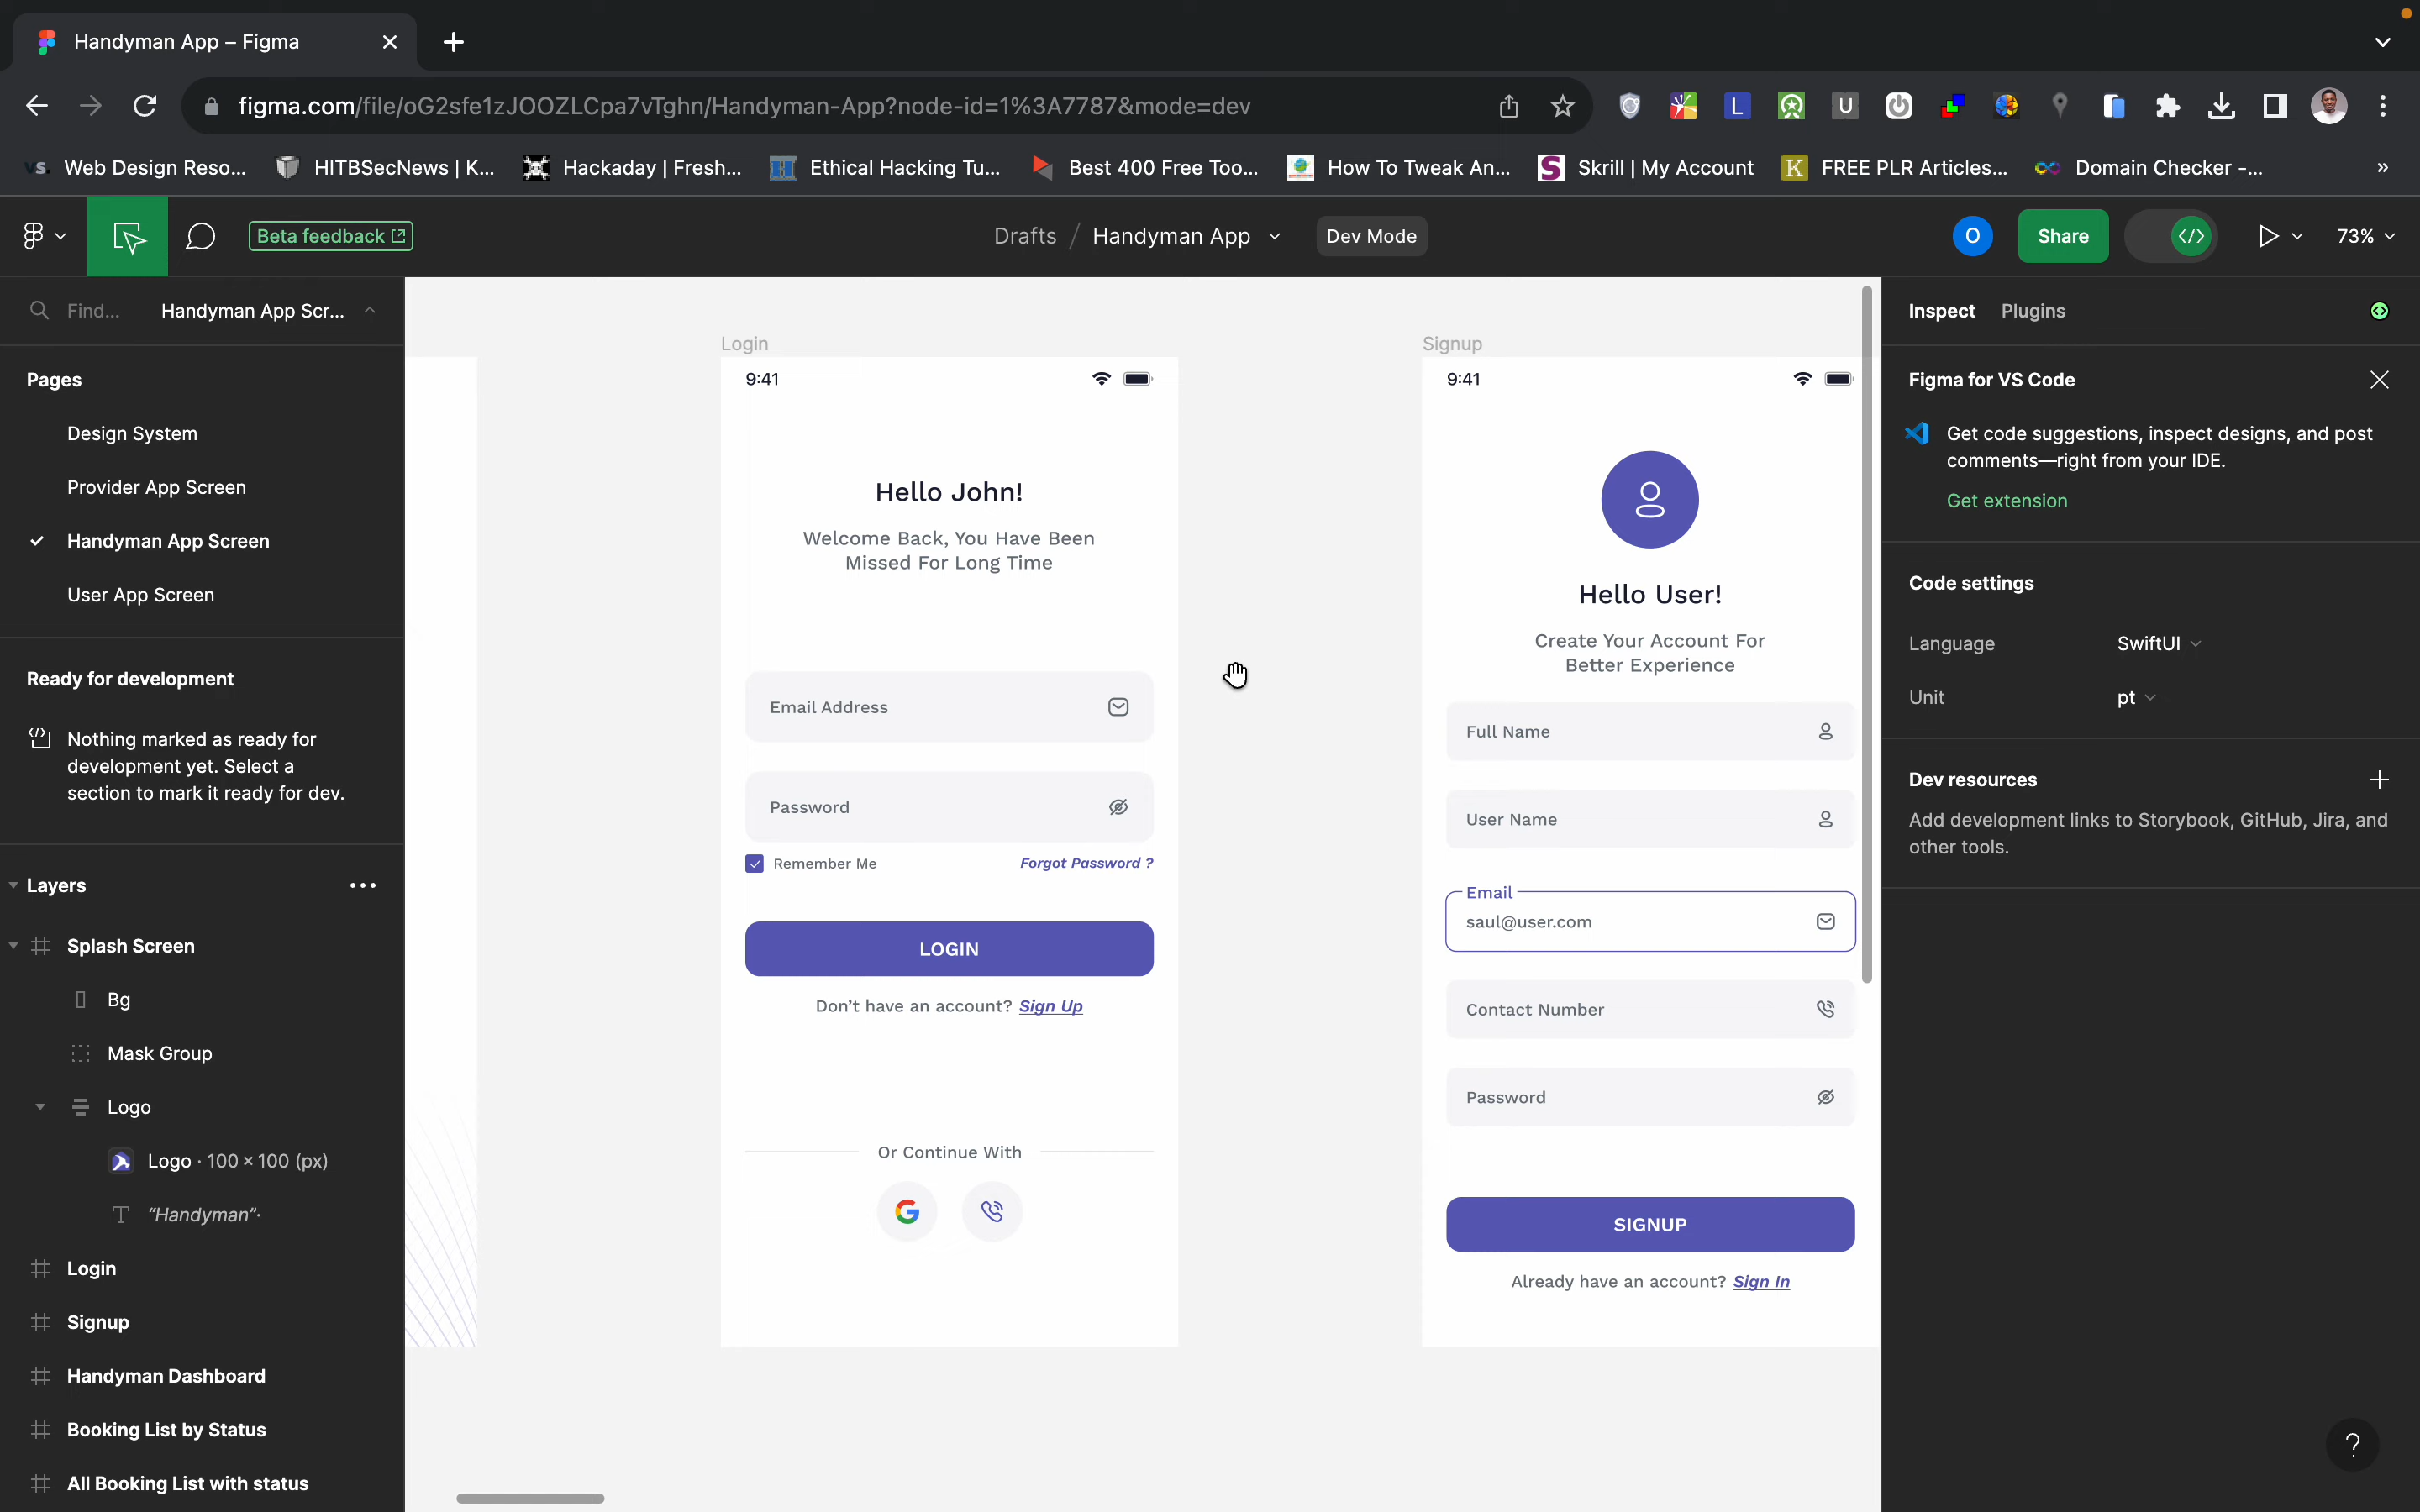 Handyman App – Figma
figma.com/file/oG2sfe1zJOOZLCpa7vTghn/Handyman-App?node-id=1%3A7787&mode=dev
L
U
VS. Web Design Reso...
HITBSecNews | K...
Hackaday | Fresh...
Ethical Hacking Tu...
Best 400 Free Too...
How To Tweak An...
S Skrill | My Account
K FREE PLR Articles...
Domain Checker -...
»
Beta feedback
Drafts / Handyman App
Dev Mode
O
Share
</>
73%
Find...
Handyman App Scr...
Pages
Design System
Provider App Screen
Handyman App Screen
User App Screen
Ready for development
Nothing marked as ready for
development yet. Select a
section to mark it ready for dev.
Layers
Splash Screen
Bg
Mask Group
Logo
Logo · 100 × 100 (px)
“Handyman”·
Login
Signup
Handyman Dashboard
Booking List by Status
All Booking List with status
Login
9:41
Hello John!
Welcome Back, You Have Been
Missed For Long Time
Email Address
Password
Remember Me
Forgot Password ?
LOGIN
Don’t have an account? Sign Up
Or Continue With
Signup
9:41
Hello User!
Create Your Account For
Better Experience
Full Name
User Name
Email
saul@user.com
Contact Number
Password
SIGNUP
Already have an account? Sign In
Inspect
Plugins
Figma for VS Code
Get code suggestions, inspect designs, and post
comments—right from your IDE.
Get extension
Code settings
Language SwiftUI
Unit pt
Dev resources
Add development links to Storybook, GitHub, Jira, and
other tools.
?